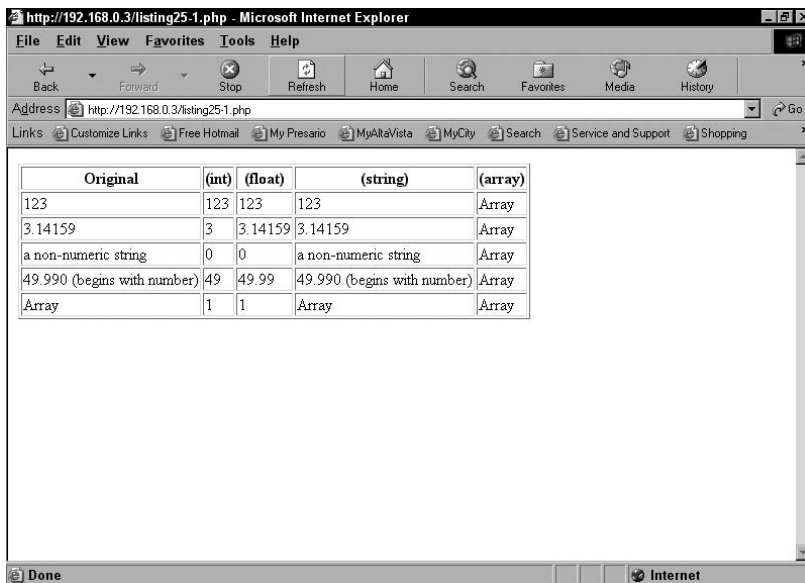 http://192.168.0.3/listing25-1.php - Microsoft Internet Explorer
File Edit View Favorites Tools Help
Back Forward Stop Refresh Home Search Favorites Media History
Address http://192.168.0.3/listing25-1.php Go
Links Customize Links Free Hotmail My Presario MyAltaVista MyCity Search Service and Support Shopping
Original (int) (float) (string) (array)
123 123 123 123 Array
3.14159 3 3.14159 3.14159 Array
a non-numeric string 0 0 a non-numeric string Array
49.990 (begins with number) 49 49.99 49.990 (begins with number) Array
Array 1 1 Array Array
Done Internet